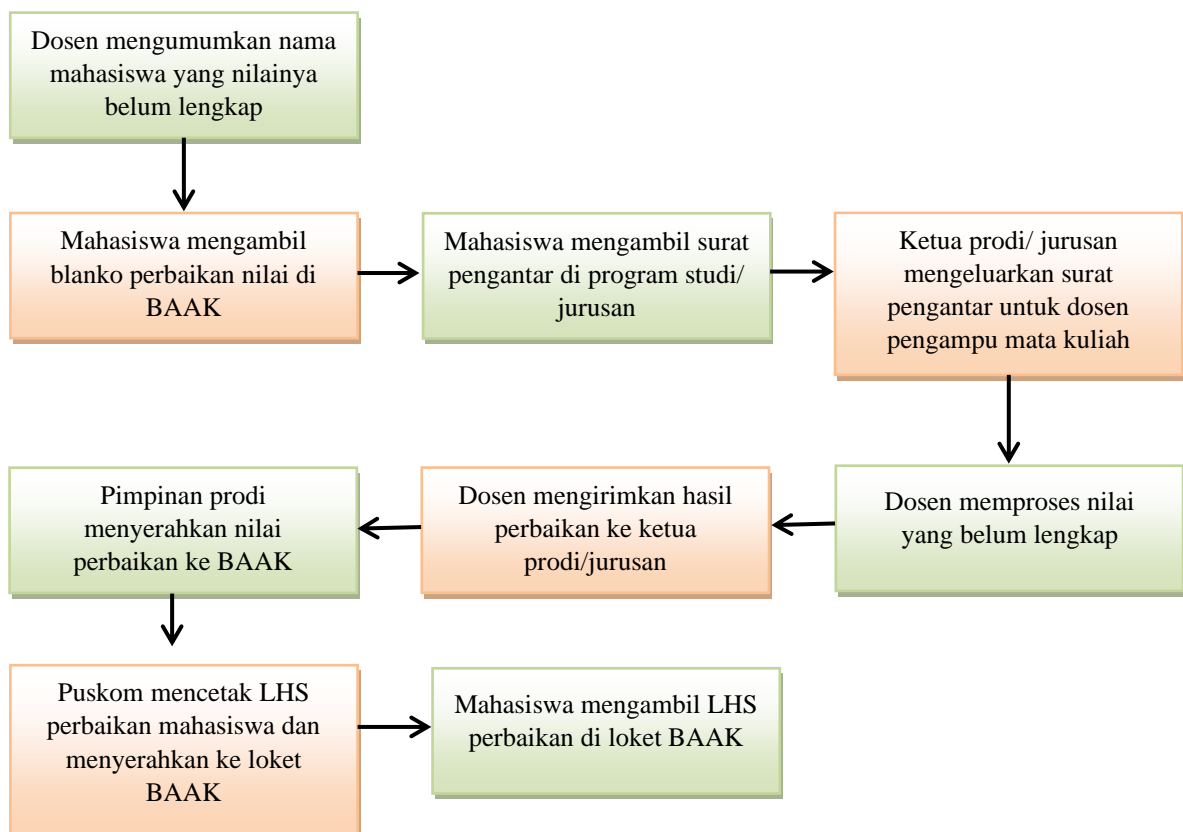 Dosen mengumumkan nama
mahasiswa yang nilainya
belum lengkap
Mahasiswa mengambil
blanko perbaikan nilai di
BAAK
Mahasiswa mengambil surat
pengantar di program studi/
jurusan
Ketua prodi/ jurusan
mengeluarkan surat
pengantar untuk dosen
pengampu mata kuliah
Dosen memproses nilai
yang belum lengkap
Dosen mengirimkan hasil
perbaikan ke ketua
prodi/jurusan
Pimpinan prodi
menyerahkan nilai
perbaikan ke BAAK
Puskom mencetak LHS
perbaikan mahasiswa dan
menyerahkan ke loket
BAAK
Mahasiswa mengambil LHS
perbaikan di loket BAAK